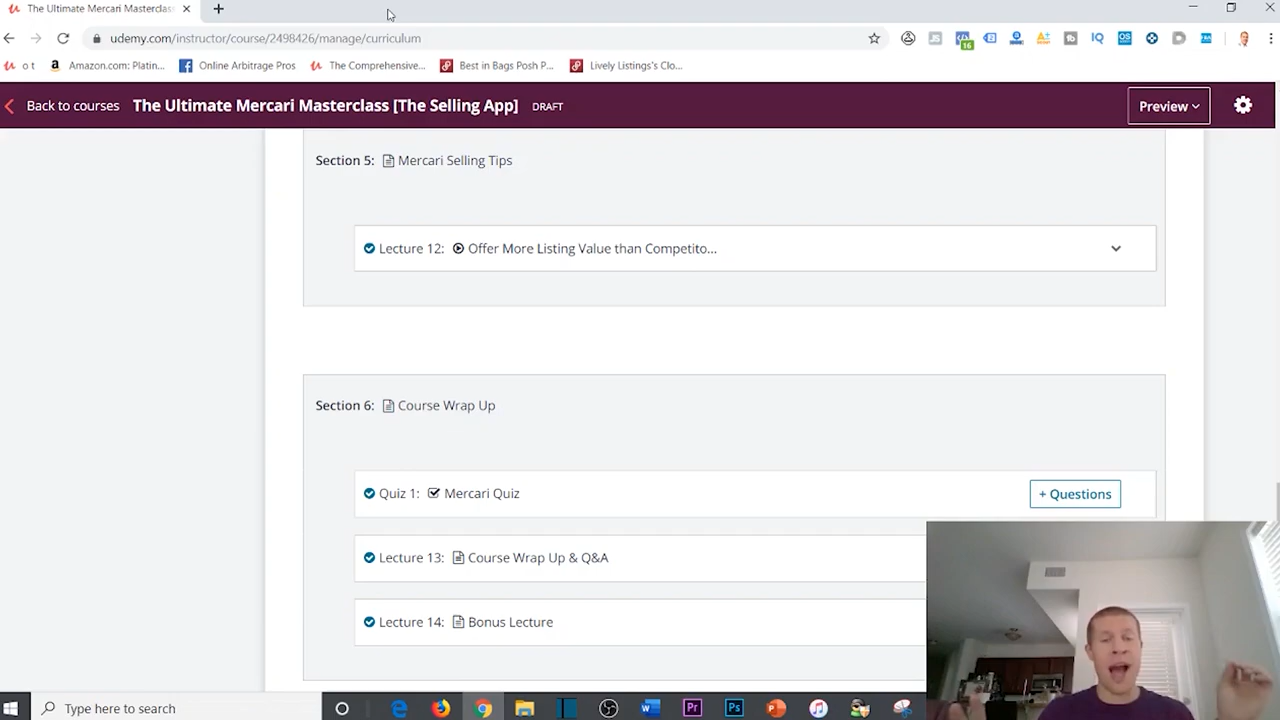 The Ultimate Mercari Masterclass
udemy.com/instructor/course/2498426/manage/curriculum
16
o t
Amazon.com: Platin...
Online Arbitrage Pros
The Comprehensive...
Best in Bags Posh P...
Lively Listings's Clo...
Back to courses
The Ultimate Mercari Masterclass [The Selling App]
DRAFT
Preview
Section 5: Mercari Selling Tips
Lecture 12: Offer More Listing Value than Competito...
Section 6: Course Wrap Up
Quiz 1: Mercari Quiz
+ Questions
Lecture 13: Course Wrap Up & Q&A
Lecture 14: Bonus Lecture
Type here to search